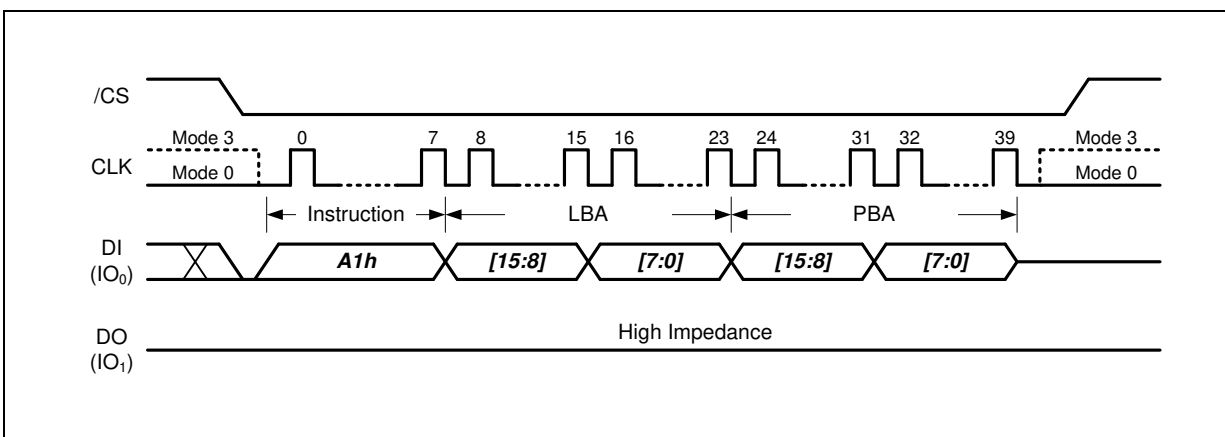 /CS
Mode 3 0 7 8 15 16 23 24 31 32 39 Mode 3
CLK
Mode 0 Mode 0
Instruction LBA PBA
DI
(IO₀)
A1h [15:8] [7:0] [15:8] [7:0]
High Impedance
DO
(IO₁)